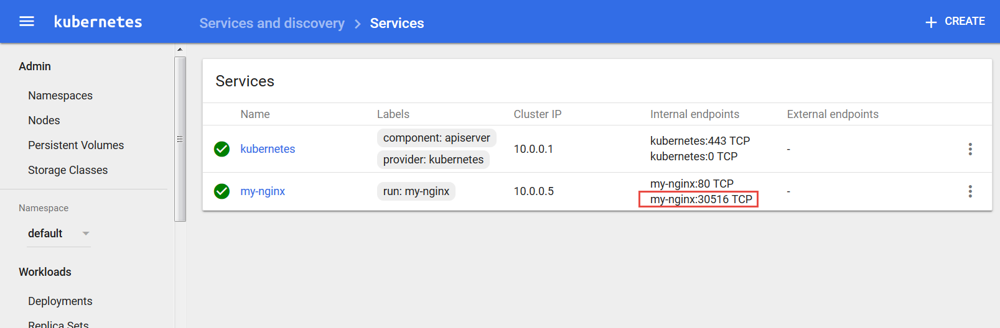 kubernetes
Services and discovery > Services
+ CREATE
Admin
Namespaces
Nodes
Persistent Volumes
Storage Classes
Namespace
default
Workloads
Deployments
Replica Sets
Services
Name Labels Cluster IP Internal endpoints External endpoints
kubernetes component: apiserver 10.0.0.1 kubernetes:443 TCP -
provider: kubernetes kubernetes:0 TCP
my-nginx run: my-nginx 10.0.0.5 my-nginx:80 TCP -
my-nginx:30516 TCP